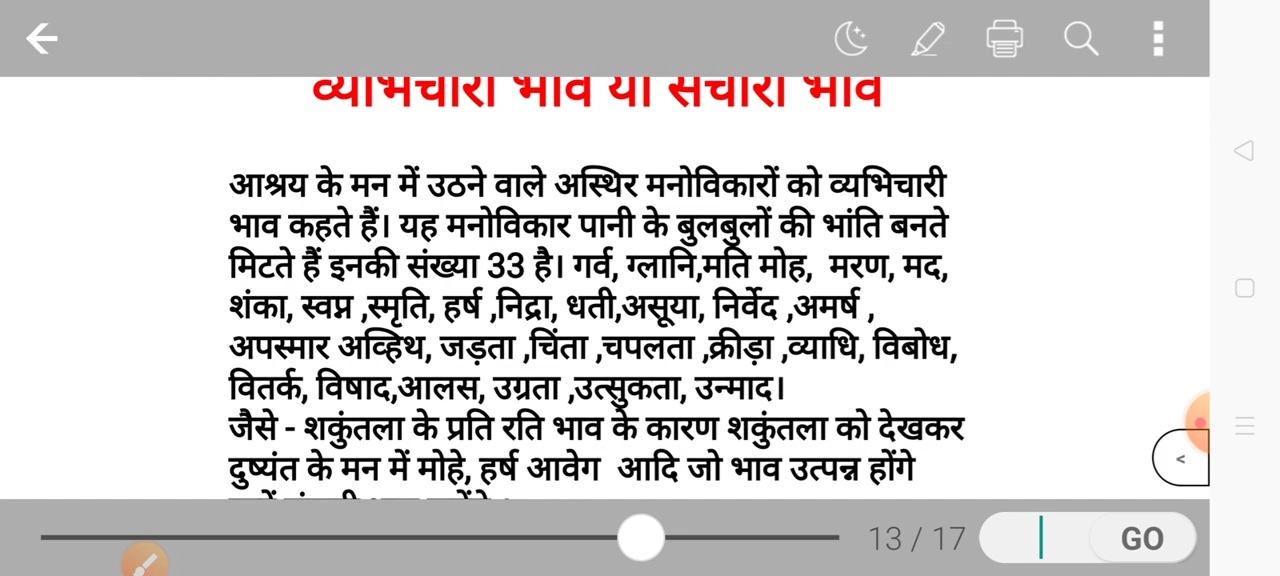 व्यभिचारी भाव या संचारी भाव
आश्रय के मन में उठने वाले अस्थिर मनोविकारों को व्यभिचारी
भाव कहते हैं। यह मनोविकार पानी के बुलबुलों की भांति बनते
मिटते हैं इनकी संख्या 33 है। गर्व, ग्लानि,मति मोह, मरण, मद,
शंका, स्वप्न ,स्मृति, हर्ष ,निद्रा, धती,असूया, निर्वेद ,अमर्ष ,
अपस्मार अव्हिथ, जड़ता ,चिंता ,चपलता ,क्रीड़ा ,व्याधि, विबोध,
वितर्क, विषाद,आलस, उग्रता ,उत्सुकता, उन्माद।
जैसे - शकुंतला के प्रति रति भाव के कारण शकुंतला को देखकर
दुष्यंत के मन में मोहे, हर्ष आवेग आदि जो भाव उत्पन्न होंगे
13 / 17 GO